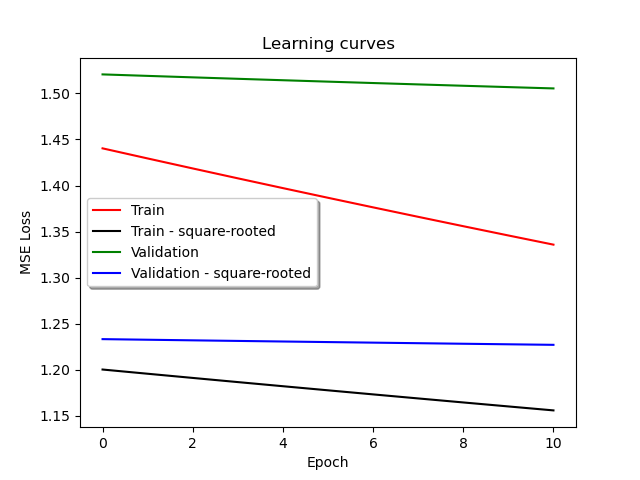 Learning curves
MSE Loss
1.50
1.45
1.40
1.35
1.30
1.25
1.20
1.15
Train
Train - square-rooted
Validation
Validation - square-rooted
0 2 4 6 8 10
Epoch